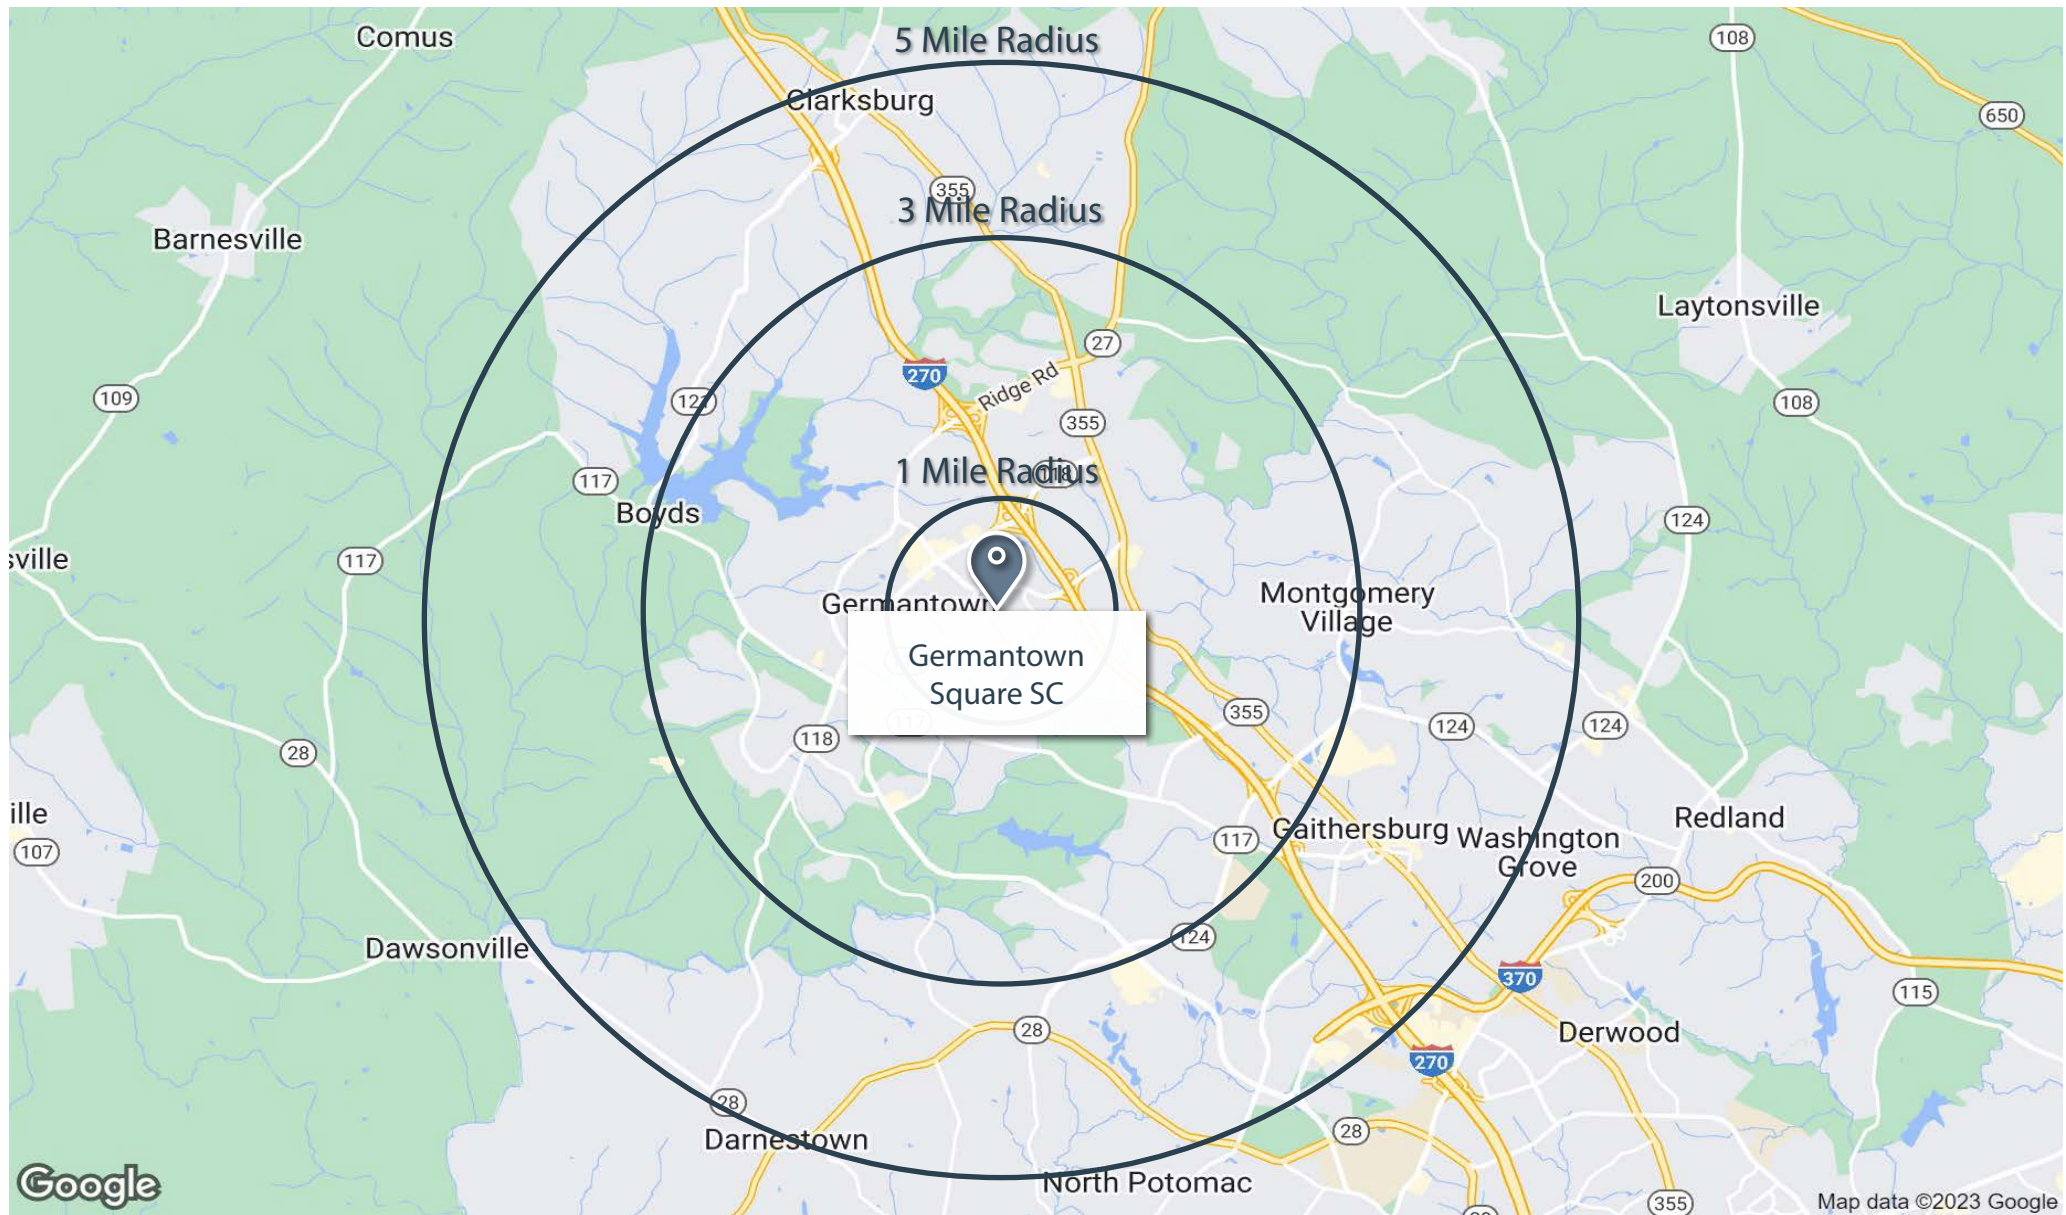 Comus
5 Mile Radius
108
Clarksburg
650
355
3 Mile Radius
Barnesville
Laytonsville
27
270
Ridge Rd
109
121
108
355
1 Mile Radius
118
117
Boyds
124
sville
117
Germantown
Montgomery
Village
Germantown
Square SC
355
117
124
124
118
28
ille
Redland
107
117
Gaithersburg
Washington
Grove
200
124
Dawsonville
370
115
28
Derwood
270
28
28
Darnestown
North Potomac
Google
355
Map data ©2023 Google